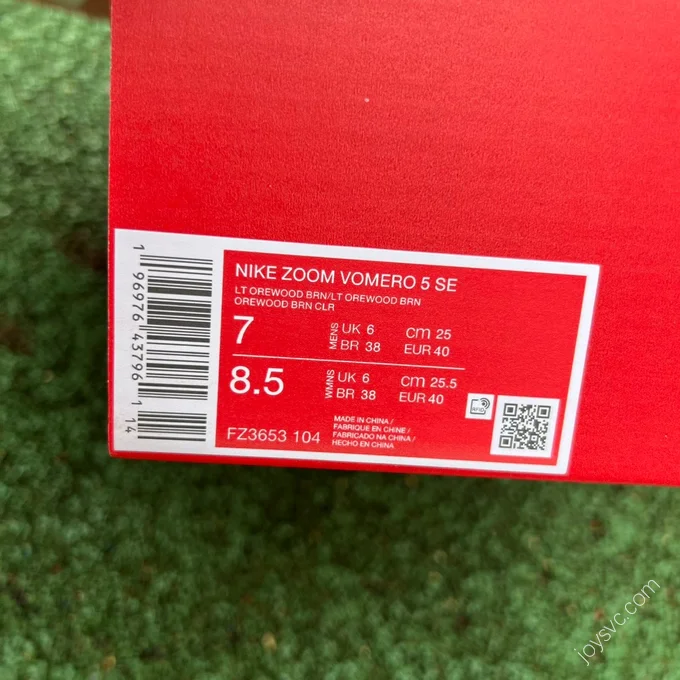 NIKE ZOOM VOMERO 5 SE
LT OREWOOD BRN/LT OREWOOD BRN
OREWOOD BRN CLR
7 MENS UK 6 cm 25
BR 38 EUR 40
8.5 WMNS UK 6 cm 25.5
BR 38 EUR 40
FZ3653 104
MADE IN CHINA /
FABRIQUE EN CHINE /
FABRICADO NA CHINA /
HECHO EN CHINA
RFID
1 96976 43796 1 14
joysvc.com